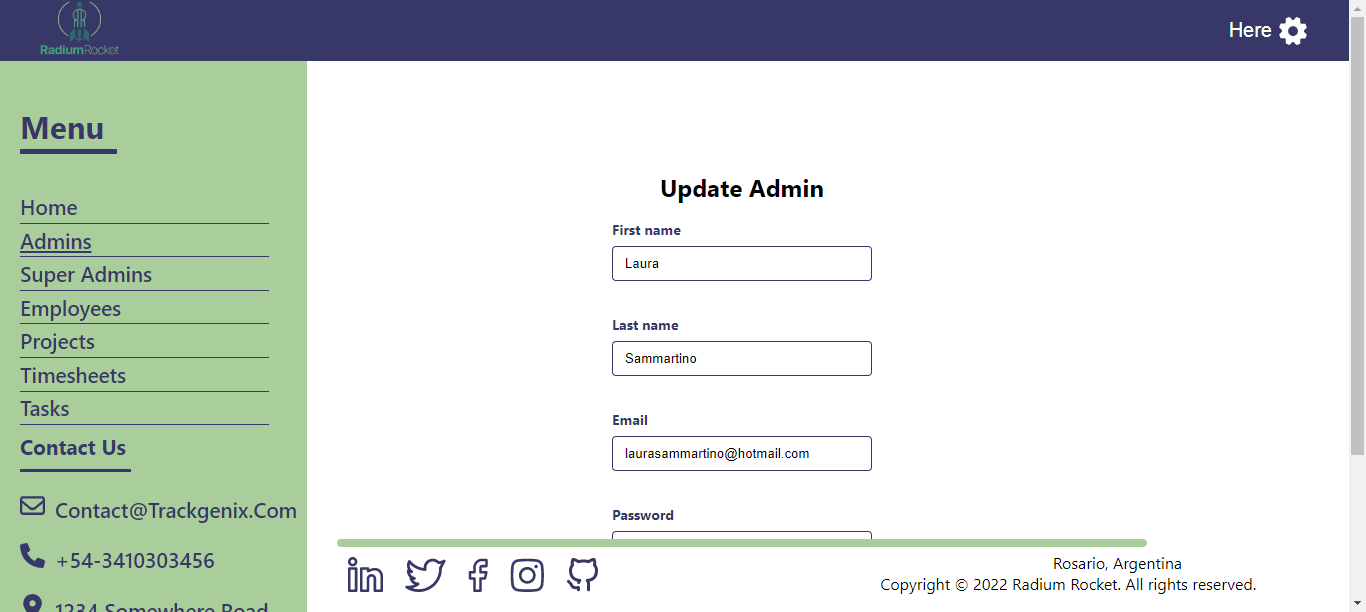 RadiumRocket
Here
Menu
Home
Admins
Super Admins
Employees
Projects
Timesheets
Tasks
Contact Us
Contact@Trackgenix.Com
+54-3410303456
1234 Somewhere Road
Update Admin
First name
Laura
Last name
Sammartino
Email
laurasammartino@hotmail.com
Password
Rosario, Argentina
Copyright © 2022 Radium Rocket. All rights reserved.